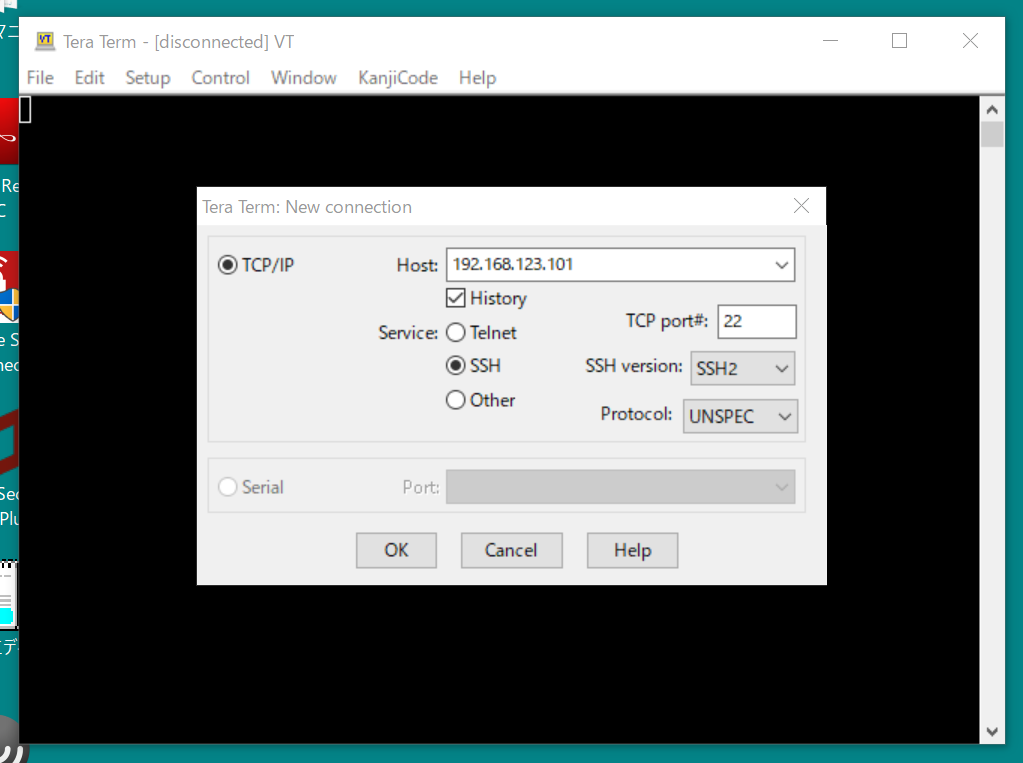 Tera Term - [disconnected] VT
File Edit Setup Control Window KanjiCode Help
Tera Term: New connection
TCP/IP
Host: 192.168.123.101
History
Service: Telnet
TCP port#: 22
SSH
SSH version: SSH2
Other
Protocol: UNSPEC
Serial
Port:
OK Cancel Help